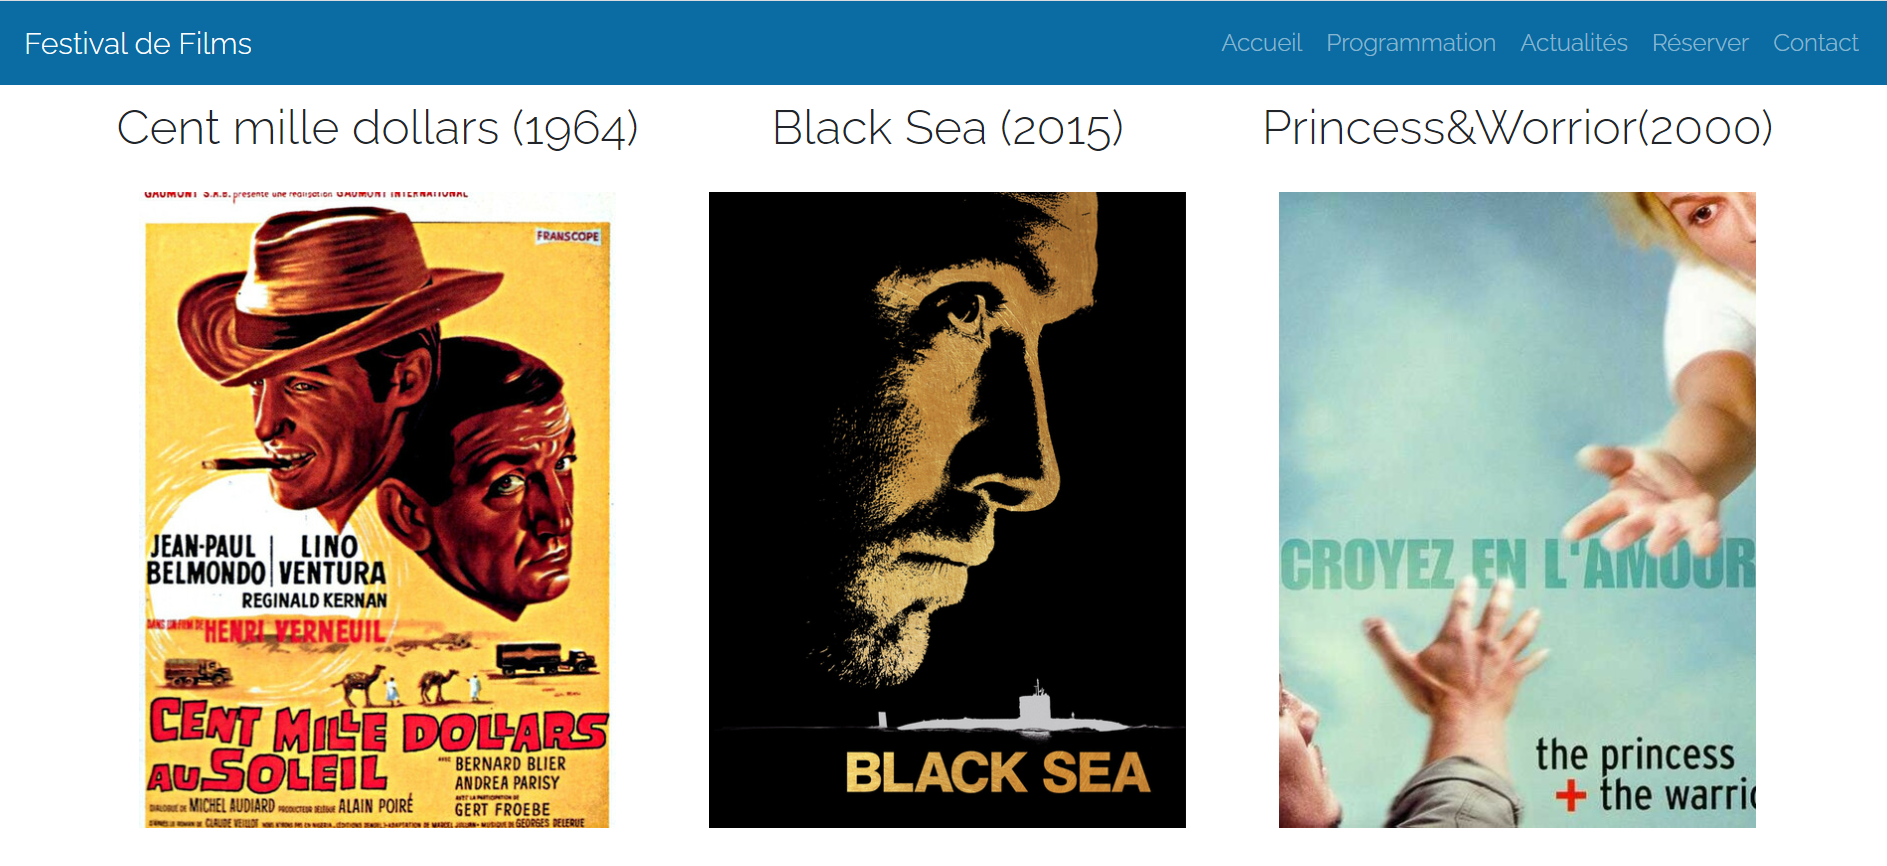 Festival de Films
Accueil Programmation Actualités Réserver Contact
Cent mille dollars (1964)
Black Sea (2015)
Princess&Worrior(2000)
GAUMONT S.R.B. présente une réalisation GAUMONT INTERNATIONAL
FRANSCOPE
JEAN-PAUL BELMONDO
LINO VENTURA
REGINALD KERNAN
DANS UN FILM DE HENRI VERNEUIL
CENT MILLE DOLLARS
AU SOLEIL
AVEC BERNARD BLIER
ANDREA PARISY
AVEC LA PARTICIPATION DE
GERT FROEBE
DIALOGUE DE MICHEL AUDIARD PRODUCTEUR DÉLÉGUÉ ALAIN POIRÉ
D'APRÈS LE ROMAN DE CLAUDE VEILLOT
MUSIQUE DE GEORGES DELERUE
BLACK SEA
CROYEZ EN L'AMOUR
the princess
+ the warrio